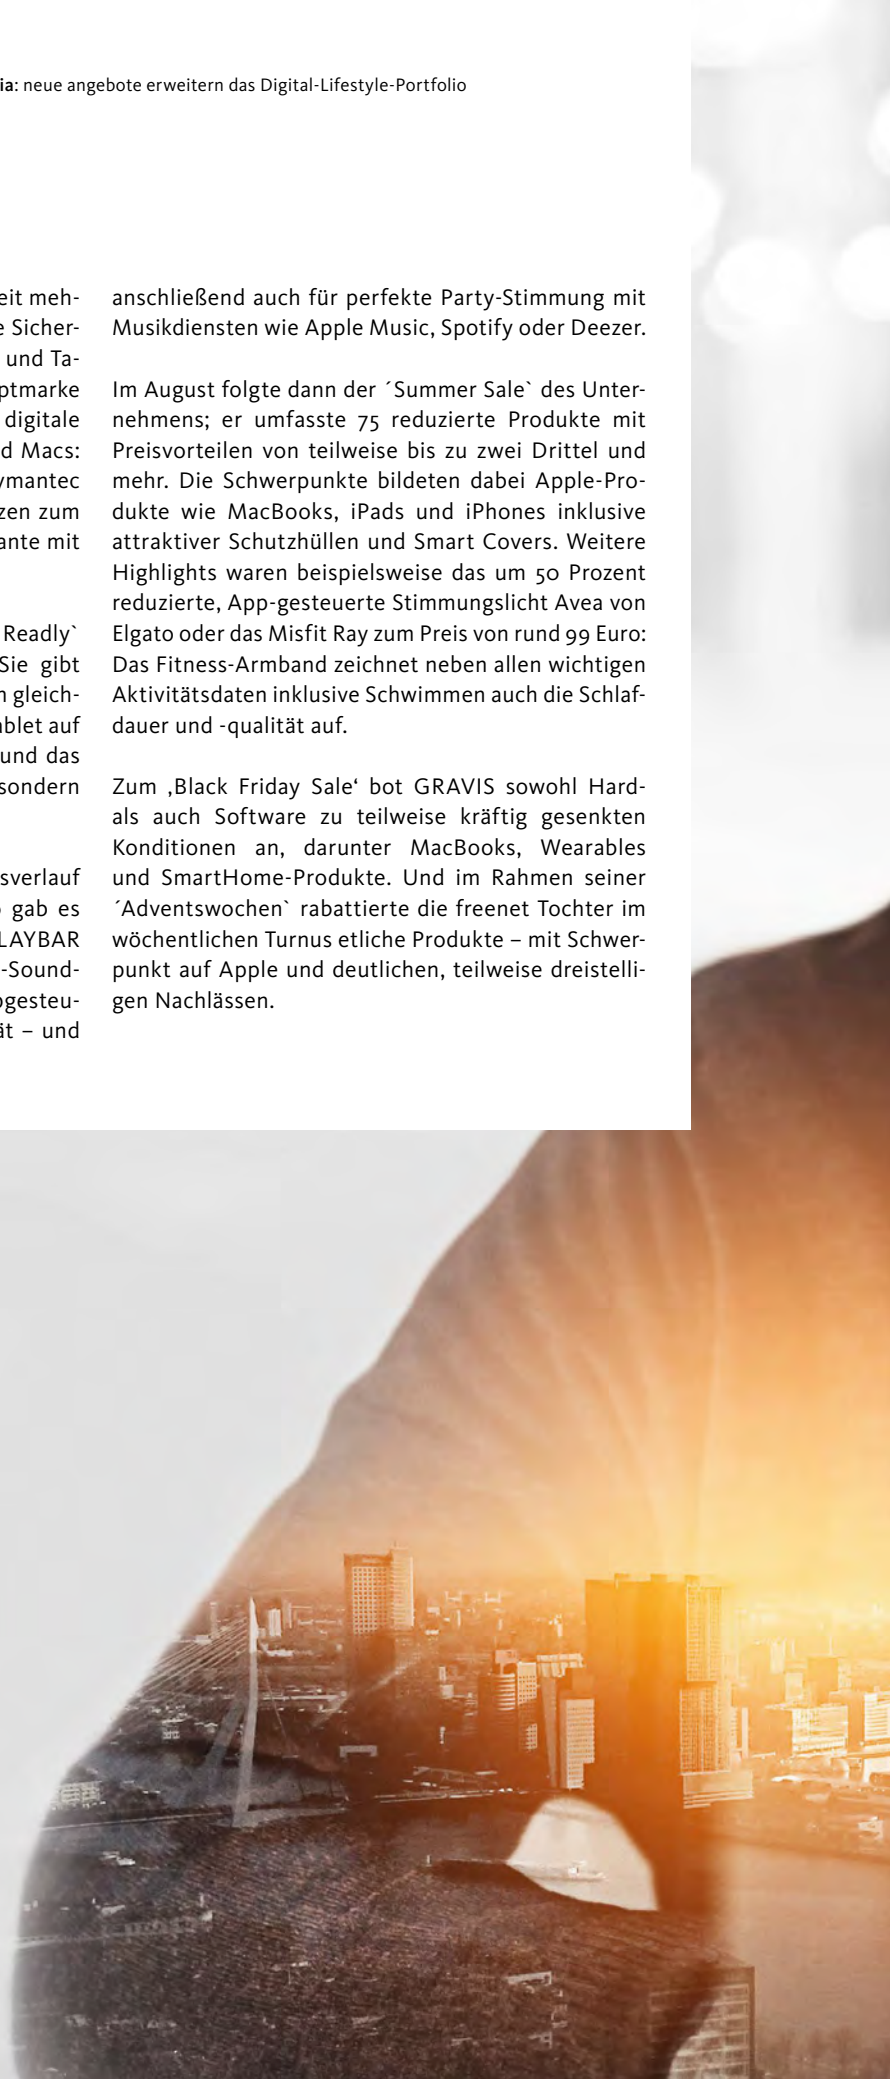 ia: neue angebote erweitern das Digital-Lifestyle-Portfolio
eit meh-
e Sicher-
und Ta-
ptmarke
digitale
d Macs:
ymantec
zen zum
ante mit
Readly`
Sie gibt
n gleich-
ablet auf
und das
sondern
sverlauf
o gab es
LAYBAR
-Sound-
ogesteu-
ät – und
anschließend auch für perfekte Party-Stimmung mit
Musikdiensten wie Apple Music, Spotify oder Deezer.
Im August folgte dann der ´Summer Sale` des Unter-
nehmens; er umfasste 75 reduzierte Produkte mit
Preisvorteilen von teilweise bis zu zwei Drittel und
mehr. Die Schwerpunkte bildeten dabei Apple-Pro-
dukte wie MacBooks, iPads und iPhones inklusive
attraktiver Schutzhüllen und Smart Covers. Weitere
Highlights waren beispielsweise das um 50 Prozent
reduzierte, App-gesteuerte Stimmungslicht Avea von
Elgato oder das Misfit Ray zum Preis von rund 99 Euro:
Das Fitness-Armband zeichnet neben allen wichtigen
Aktivitätsdaten inklusive Schwimmen auch die Schlaf-
dauer und -qualität auf.
Zum ‚Black Friday Sale‘ bot GRAVIS sowohl Hard-
als auch Software zu teilweise kräftig gesenkten
Konditionen an, darunter MacBooks, Wearables
und SmartHome-Produkte. Und im Rahmen seiner
´Adventswochen` rabattierte die freenet Tochter im
wöchentlichen Turnus etliche Produkte – mit Schwer-
punkt auf Apple und deutlichen, teilweise dreistelli-
gen Nachlässen.